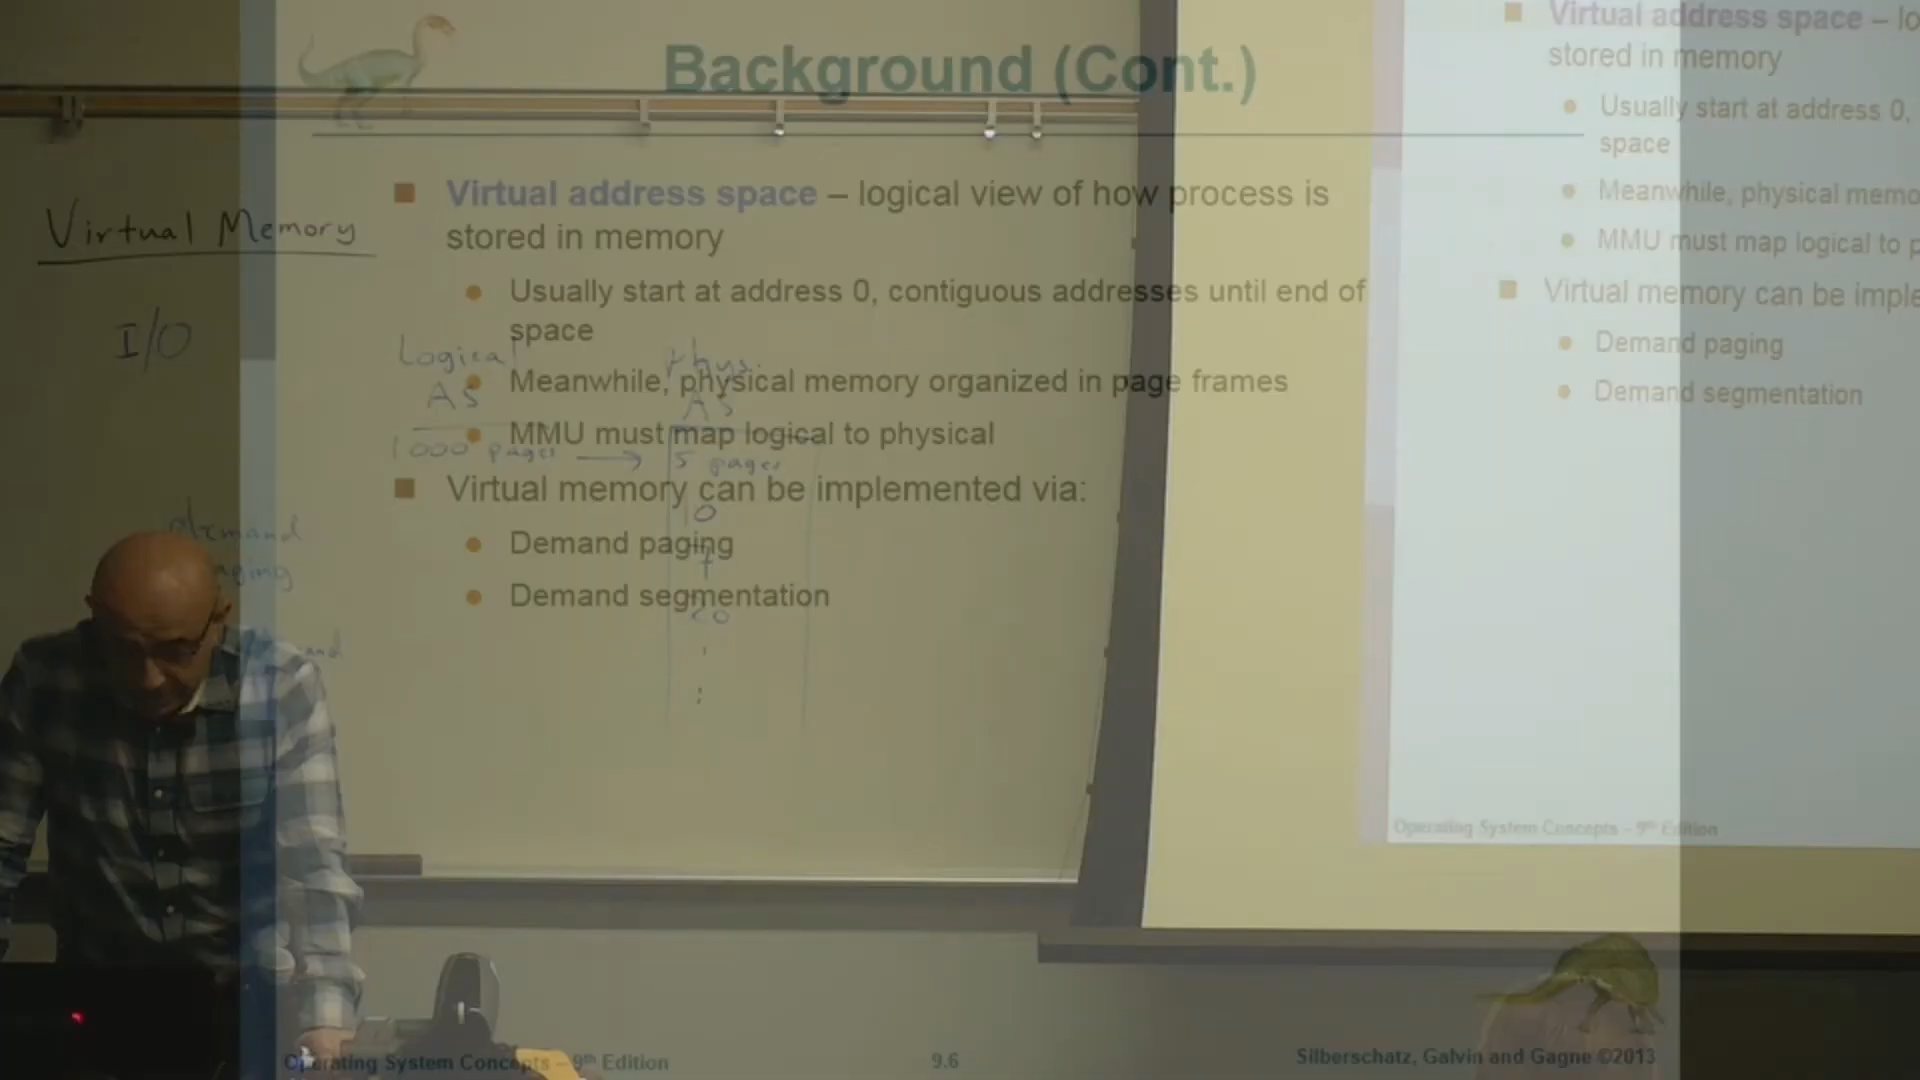 Background (Cont.)
Virtual address space – logical view of how process is
stored in memory
Usually start at address 0, contiguous addresses until end of
space
Meanwhile, physical memory organized in page frames
MMU must map logical to physical
Virtual memory can be implemented via:
Demand paging
Demand segmentation
Operating System Concepts – 9th Edition
9.6
Silberschatz, Galvin and Gagne ©2013
Virtual Memory
I/O
demand
Logical
AS
1000 pages
Phys.
AS
5 pages
10
7
20
Virtual address space – lo
stored in memory
Usually start at address 0,
space
Meanwhile, physical memo
MMU must map logical to p
Virtual memory can be imple
Demand paging
Demand segmentation
Operating System Concepts – 9th Edition